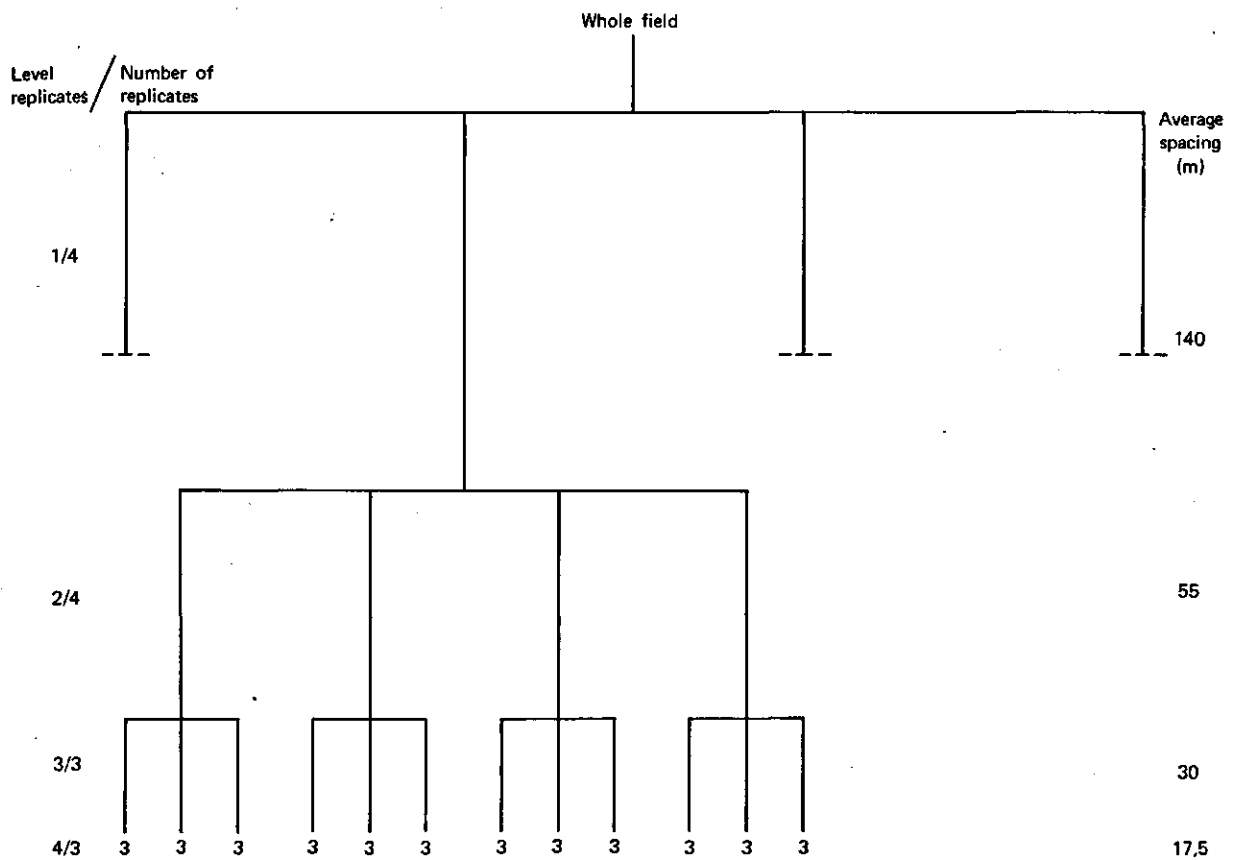 Whole field
Level
replicates / Number of
replicates
Average
spacing
(m)
1/4
140
2/4
55
3/3
30
4/3 3 3 3 3 3 3 3 3 3 3 3 3 17,5